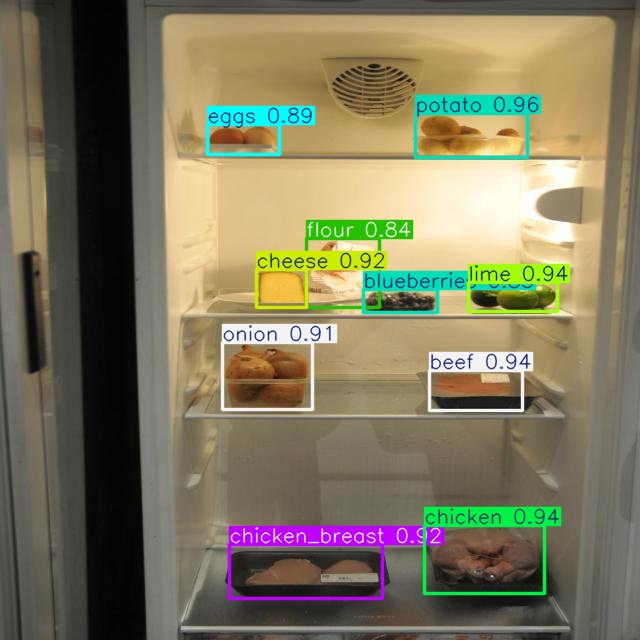 eggs 0.89
potato 0.96
flour 0.84
cheese 0.92
blueberrie
lime 0.94
onion 0.91
beef 0.94
chicken 0.94
chicken_breast 0.92